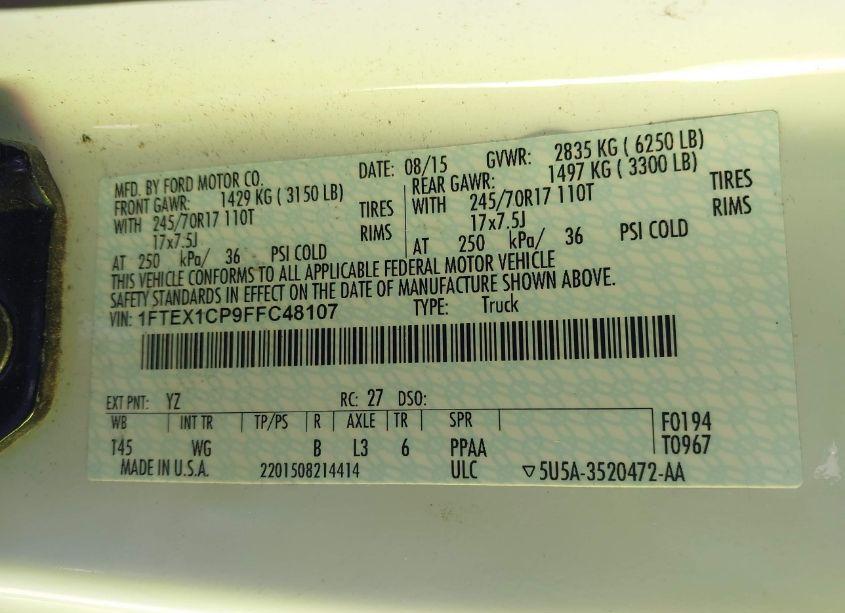 MFD. BY FORD MOTOR CO. DATE: 08/15 GVWR: 2835 KG ( 6250 LB)
FRONT GAWR: 1429 KG ( 3150 LB) REAR GAWR: 1497 KG ( 3300 LB)
WITH 245/70R17 110T TIRES WITH 245/70R17 110T TIRES
17x7.5J RIMS 17x7.5J RIMS
AT 250 kPa/ 36 PSI COLD AT 250 kPa/ 36 PSI COLD
THIS VEHICLE CONFORMS TO ALL APPLICABLE FEDERAL MOTOR VEHICLE
SAFETY STANDARDS IN EFFECT ON THE DATE OF MANUFACTURE SHOWN ABOVE.
VIN: 1FTEX1CP9FFC48107 TYPE: Truck
EXT PNT: YZ RC: 27 DSO:
WB INT TR TP/PS R AXLE TR SPR F0194
T45 WG B L3 6 PPAA T0967
MADE IN U.S.A. 2201508214414 ULC ▽5U5A-3520472-AA